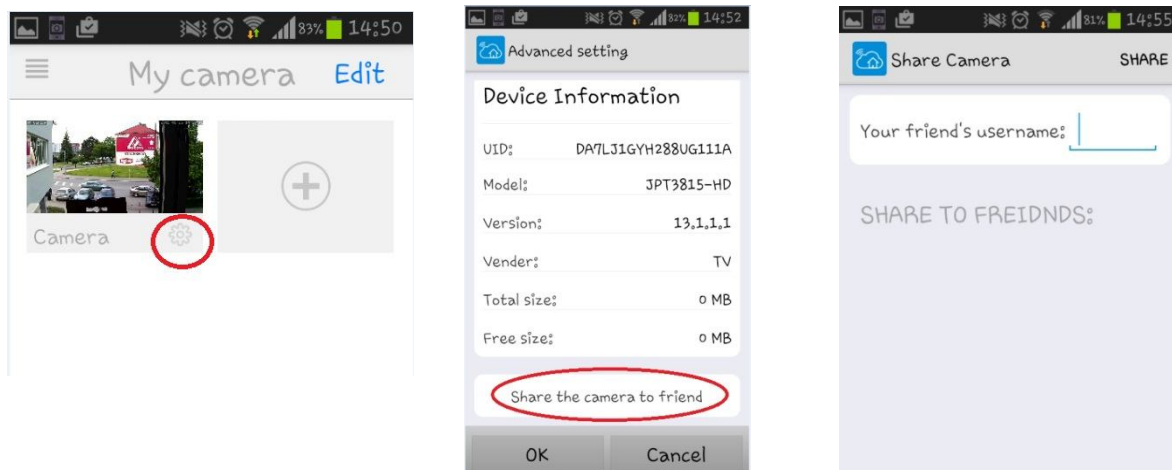 83% 14:50
My camera Edit
Camera
82% 14:52
Advanced setting
Device Information
UID: DA7LJ1GYH288UG111A
Model: JPT3815-HD
Version: 13.1.1.1
Vender: TV
Total size: 0 MB
Free size: 0 MB
Share the camera to friend
OK Cancel
81% 14:55
Share Camera SHARE
Your friend's username:
SHARE TO FREIDNDS: